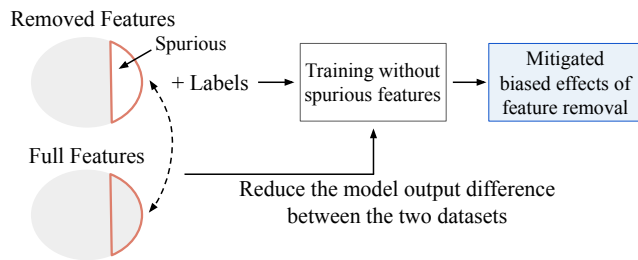 Removed Features
Spurious
+ Labels
Training without
spurious features
Mitigated
biased effects of
feature removal
Full Features
Reduce the model output difference
between the two datasets